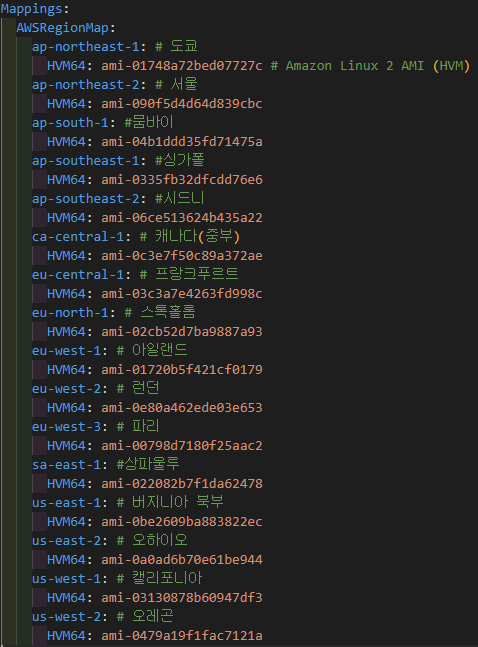 Mappings:
AWSRegionMap:
ap-northeast-1: # 도쿄
HVM64: ami-01748a72bed07727c # Amazon Linux 2 AMI (HVM)
ap-northeast-2: # 서울
HVM64: ami-090f5d4d64d839cbc
ap-south-1: #뭄바이
HVM64: ami-04b1ddd35fd71475a
ap-southeast-1: #싱가폴
HVM64: ami-0335fb32dfcdd76e6
ap-southeast-2: #시드니
HVM64: ami-06ce513624b435a22
ca-central-1: # 캐나다(중부)
HVM64: ami-0c3e7f50c89a372ae
eu-central-1: # 프랑크푸르트
HVM64: ami-03c3a7e4263fd998c
eu-north-1: # 스톡홀롬
HVM64: ami-02cb52d7ba9887a93
eu-west-1: # 아일랜드
HVM64: ami-01720b5f421cf0179
eu-west-2: # 런던
HVM64: ami-0e80a462ede03e653
eu-west-3: # 파리
HVM64: ami-00798d7180f25aac2
sa-east-1: #상파울루
HVM64: ami-022082b7f1da62478
us-east-1: # 버지니아 북부
HVM64: ami-0be2609ba883822ec
us-east-2: # 오하이오
HVM64: ami-0a0ad6b70e61be944
us-west-1: # 캘리포니아
HVM64: ami-03130878b60947df3
us-west-2: # 오레곤
HVM64: ami-0479a19f1fac7121a